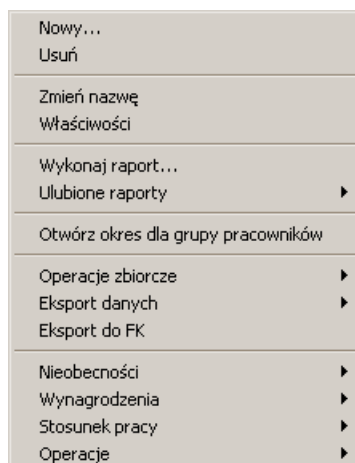 Nowy...
Usuń
Zmień nazwę
Właściwości
Wykonaj raport...
Ulubione raporty
Otwórz okres dla grupy pracowników
Operacje zbiorcze
Eksport danych
Eksport do FK
Nieobecności
Wynagrodzenia
Stosunek pracy
Operacje